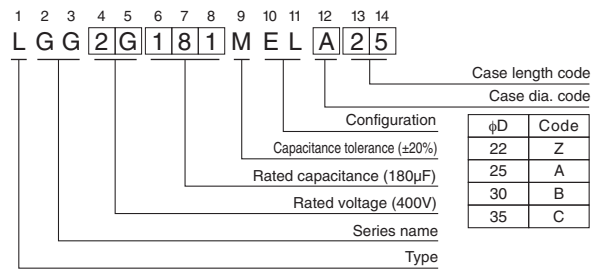 1 2 3 4 5 6 7 8 9 10 11 12 13 14
L G G 2 G 1 8 1 M E L A 2 5
Case length code
Case dia. code
Configuration
Capacitance tolerance (±20%)
Rated capacitance (180µF)
Rated voltage (400V)
Series name
Type
ϕD Code
22 Z
25 A
30 B
35 C